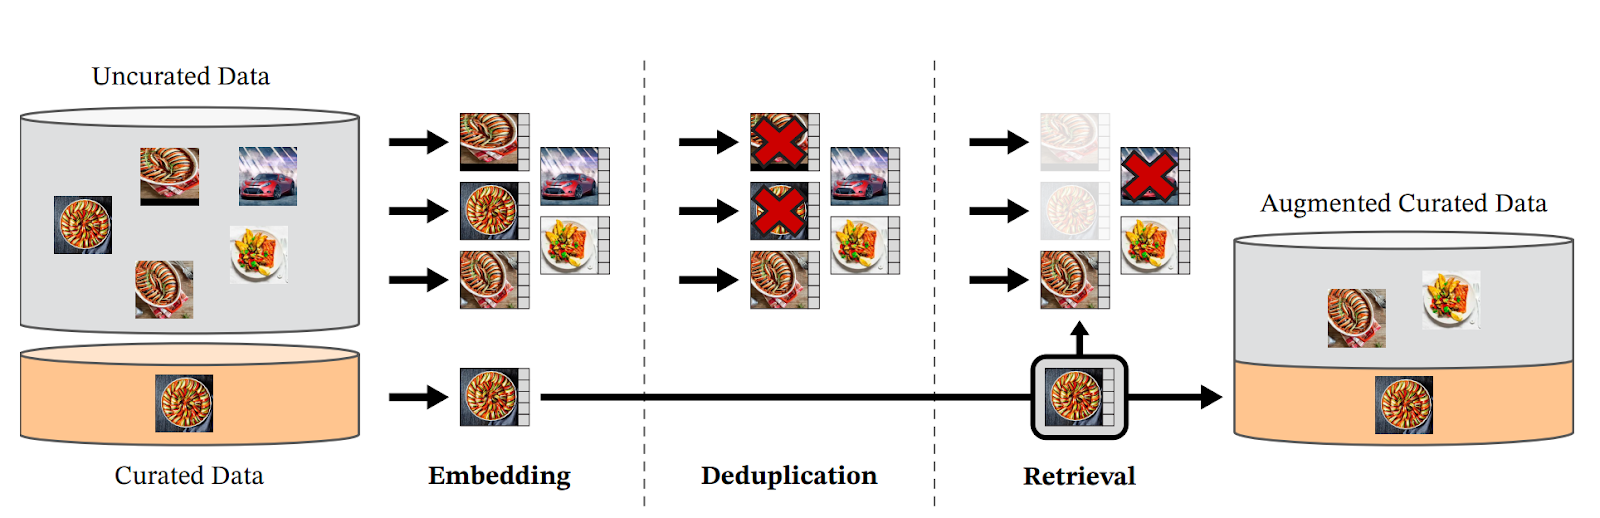 Uncurated Data
Augmented Curated Data
Curated Data
Embedding
Deduplication
Retrieval